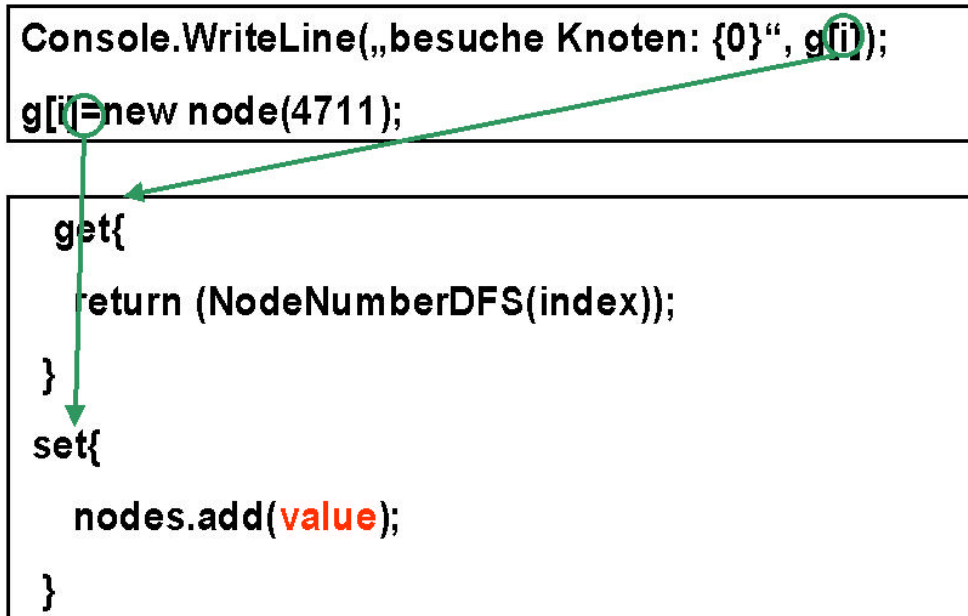 Console.WriteLine(„besuche Knoten: {0}“, g[i]);
g[i]=new node(4711);
get{
return (NodeNumberDFS(index));
}
set{
nodes.add(value);
}